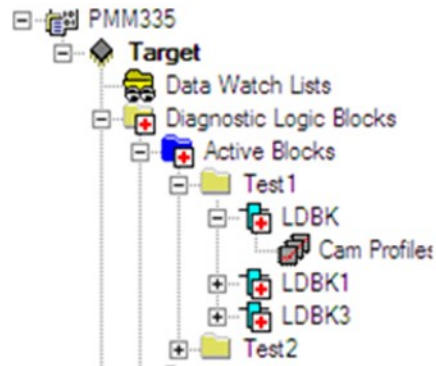 PMM335
Target
Data Watch Lists
Diagnostic Logic Blocks
Active Blocks
Test1
LDBK
Cam Profiles
LDBK1
LDBK3
Test2